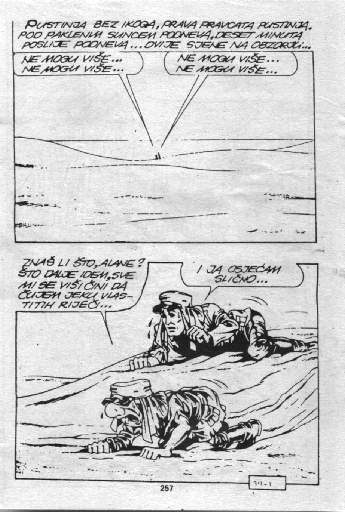 PUSTINJA BEZ IKOGA, PRAVA PRAVCATA PUSTINJA.
POD PAKLENIM SUNCEM PODNEVA, DESET MINUTA
POSLIJE PODNEVA... DVIJE SJENE NA OBZORJU...
NE MOGU VIŠE...
NE MOGU VIŠE...
NE MOGU VIŠE...
NE MOGU VIŠE...
ZNAŠ LI ŠTO, ALANE?
ŠTO DALJE IDEM, SVE
MI SE VIŠE ČINI DA
ČUJEM JEKU VLAS-
TITIH RIJEČI...
I JA OSJEĆAM
SLIČNO...
257